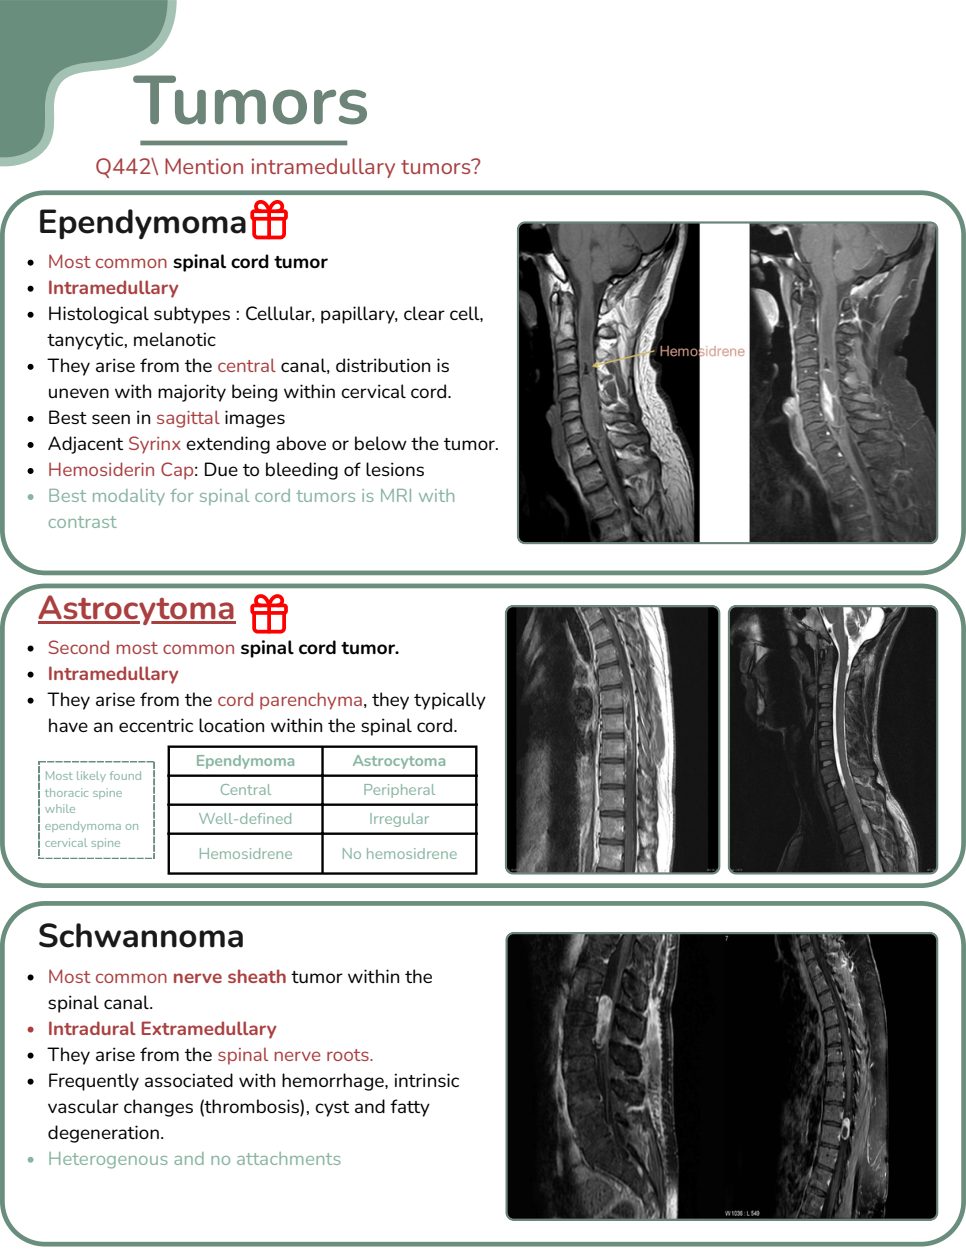 Tumors
Q442\ Mention intramedullary tumors?
Ependymoma
• Most common spinal cord tumor
• Intramedullary
• Histological subtypes : Cellular, papillary, clear cell,
tanycytic, melanotic
• They arise from the central canal, distribution is
uneven with majority being within cervical cord.
• Best seen in sagittal images
• Adjacent Syrinx extending above or below the tumor.
• Hemosiderin Cap: Due to bleeding of lesions
• Best modality for spinal cord tumors is MRI with
contrast
Hemosidrene
Astrocytoma
• Second most common spinal cord tumor.
• Intramedullary
• They arise from the cord parenchyma, they typically
have an eccentric location within the spinal cord.
Most likely found
thoracic spine
while
ependymoma on
cervical spine
Ependymoma Astrocytoma
Central Peripheral
Well-defined Irregular
Hemosidrene No hemosidrene
Schwannoma
• Most common nerve sheath tumor within the
spinal canal.
• Intradural Extramedullary
• They arise from the spinal nerve roots.
• Frequently associated with hemorrhage, intrinsic
vascular changes (thrombosis), cyst and fatty
degeneration.
• Heterogenous and no attachments
7
W 1036 : L 549